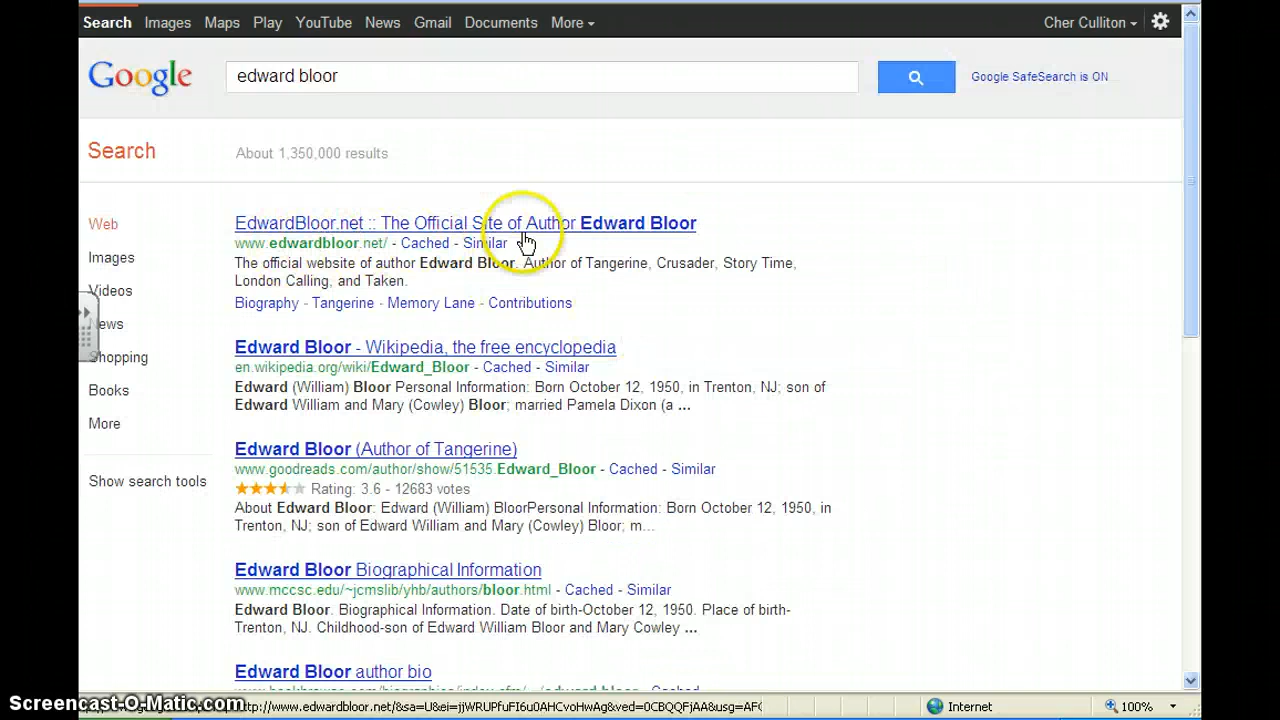 Search Images Maps Play YouTube News Gmail Documents More Cher Culliton
Google edward bloor Google SafeSearch is ON
Search About 1,350,000 results
Web
Images
Videos
ews
Shopping
Books
More
Show search tools
EdwardBloor.net :: The Official Site of Author Edward Bloor
www.edwardbloor.net/ - Cached - Similar
The official website of author Edward Bloor. Author of Tangerine, Crusader, Story Time,
London Calling, and Taken.
Biography - Tangerine - Memory Lane - Contributions
Edward Bloor - Wikipedia, the free encyclopedia
en.wikipedia.org/wiki/Edward_Bloor - Cached - Similar
Edward (William) Bloor Personal Information: Born October 12, 1950, in Trenton, NJ; son of
Edward William and Mary (Cowley) Bloor; married Pamela Dixon (a ...
Edward Bloor (Author of Tangerine)
www.goodreads.com/author/show/51535.Edward_Bloor - Cached - Similar
Rating: 3.6 - 12683 votes
About Edward Bloor: Edward (William) BloorPersonal Information: Born October 12, 1950, in
Trenton, NJ; son of Edward William and Mary (Cowley) Bloor; m...
Edward Bloor Biographical Information
www.mccsc.edu/~jcmslib/yhb/authors/bloor.html - Cached - Similar
Edward Bloor. Biographical Information. Date of birth-October 12, 1950. Place of birth-
Trenton, NJ. Childhood-son of Edward William Bloor and Mary Cowley ...
Edward Bloor author bio
Screencast-O-Matic.com
Internet 100%